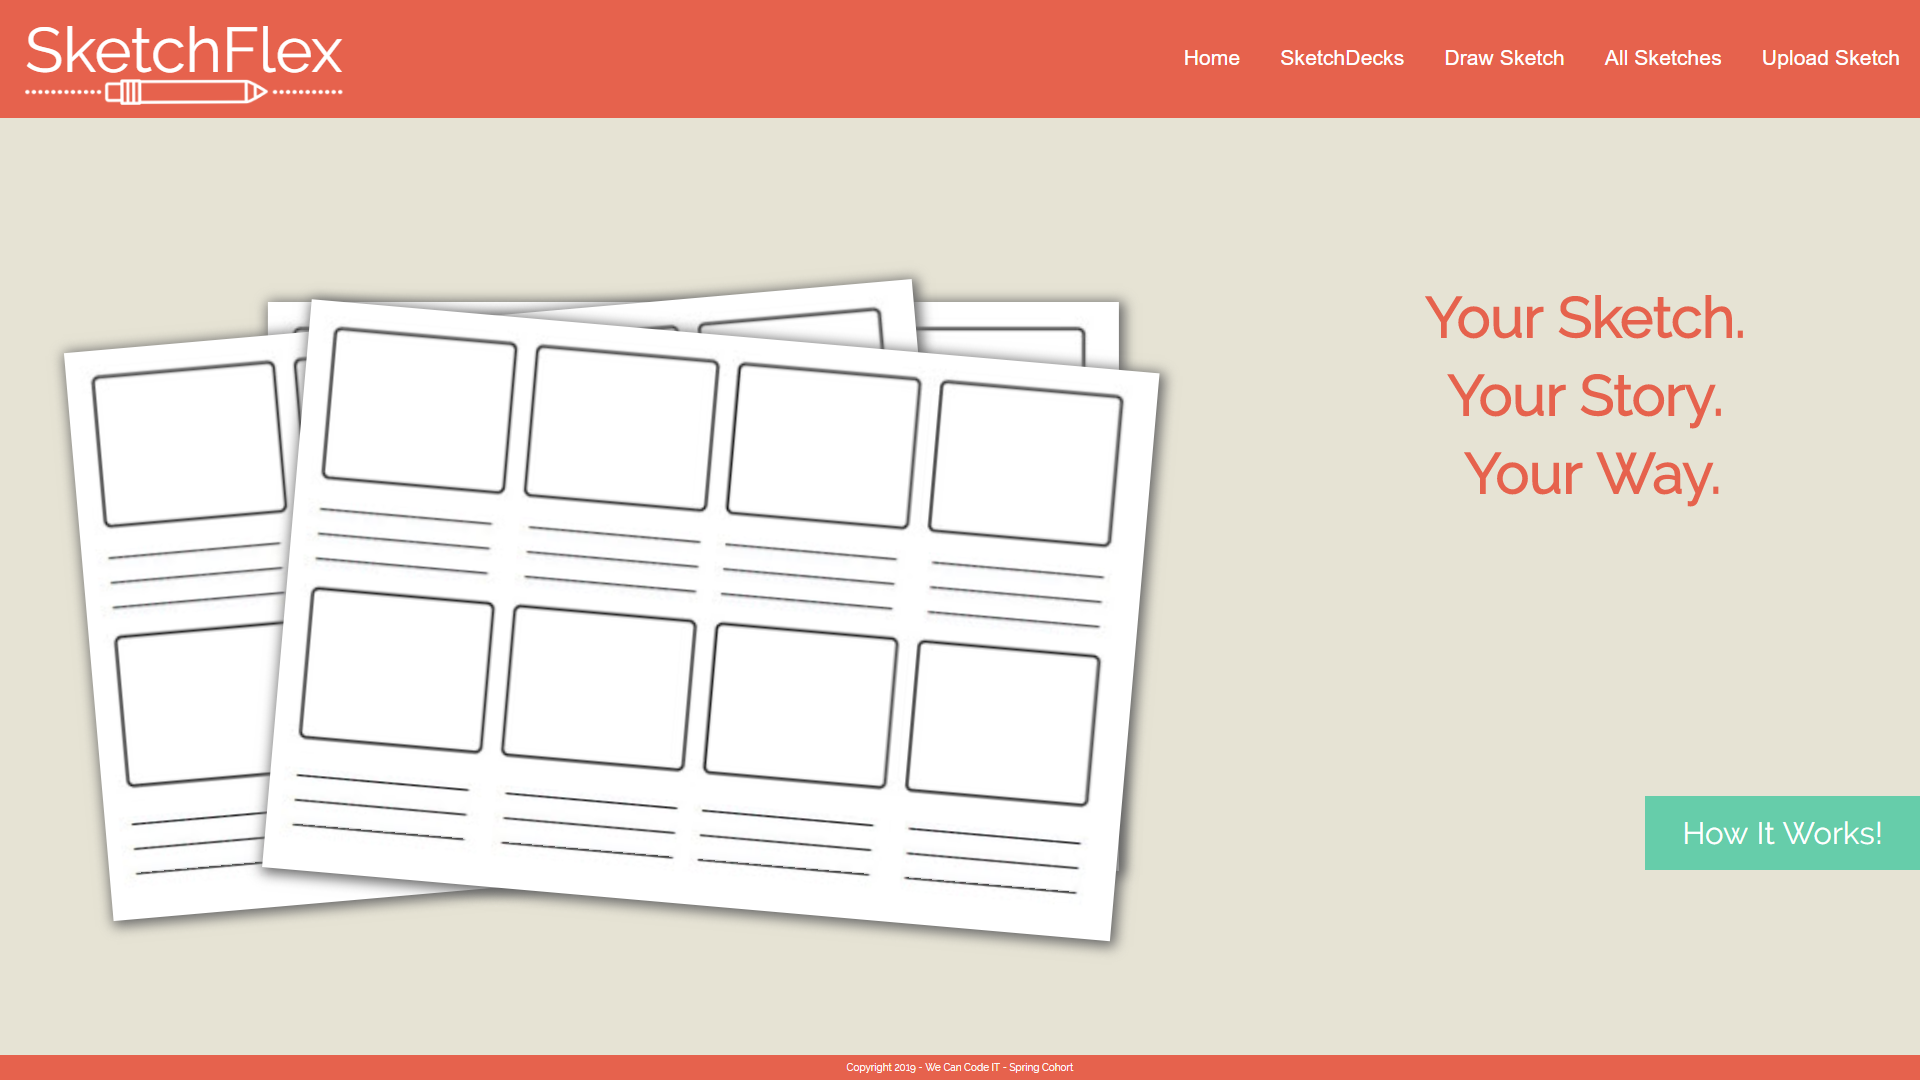 SketchFlex
Home
SketchDecks
Draw Sketch
All Sketches
Upload Sketch
Your Sketch.
Your Story.
Your Way.
How It Works!
Copyright 2019 - We Can Code IT - Spring Cohort